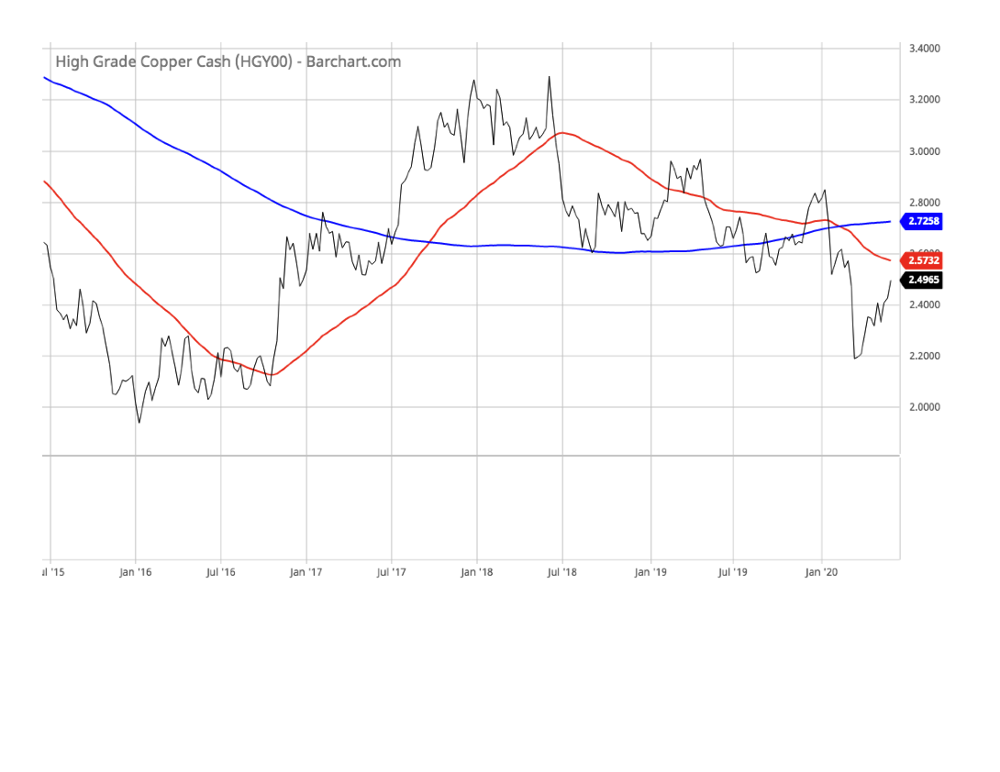 High Grade Copper Cash (HGY00) - Barchart.com
3.4000
3.2000
3.0000
2.8000
2.7258
2.5732
2.4965
2.4000
2.2000
2.0000
Jan '16
Jul '16
Jan '17
Jul '17
Jan '18
Jul '18
Jan '19
Jul '19
Jan '20